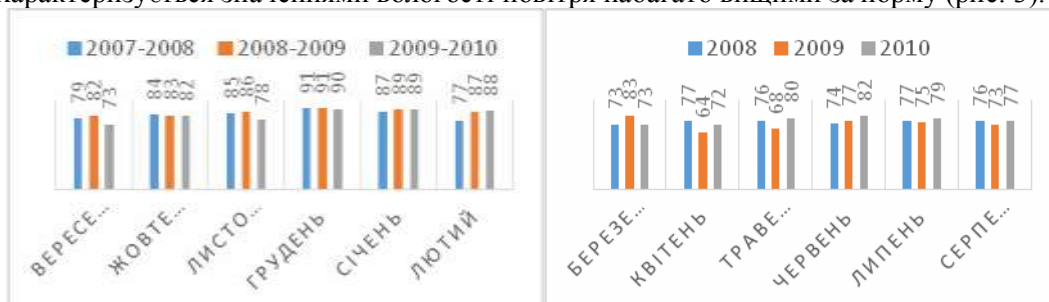 характеризується значеннями вологості повітря набагато вищими за норму (рис. 3).
2007-2008 2008-2009 2009-2010
79 82 73 84 83 82 85 86 78 91 91 90 87 89 89 77 87 88
ВЕРЕСЕ… ЖОВТЕ… ЛИСТО… ГРУДЕНЬ СІЧЕНЬ ЛЮТИЙ
2008 2009 2010
73 83 73 77 64 72 76 68 80 74 77 82 77 75 79 76 73 77
БЕРЕЗЕ… КВІТЕНЬ ТРАВЕ… ЧЕРВЕНЬ ЛИПЕНЬ СЕРПЕ…